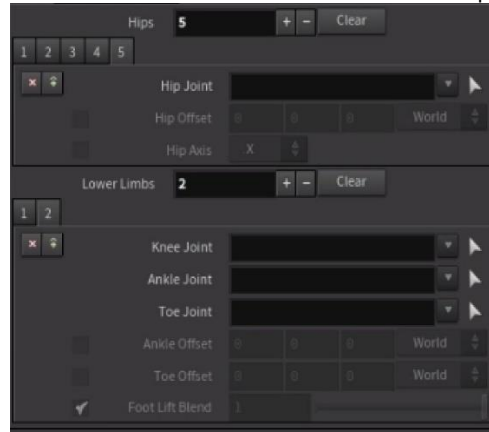 Hips 5 + - Clear
1 2 3 4 5
Hip Joint
Hip Offset 0 0 0 World
Hip Axis X
Lower Limbs 2 + - Clear
1 2
Knee Joint
Ankle Joint
Toe Joint
Ankle Offset 0 0 0 World
Toe Offset 0 0 0 World
Foot Lift Blend 1